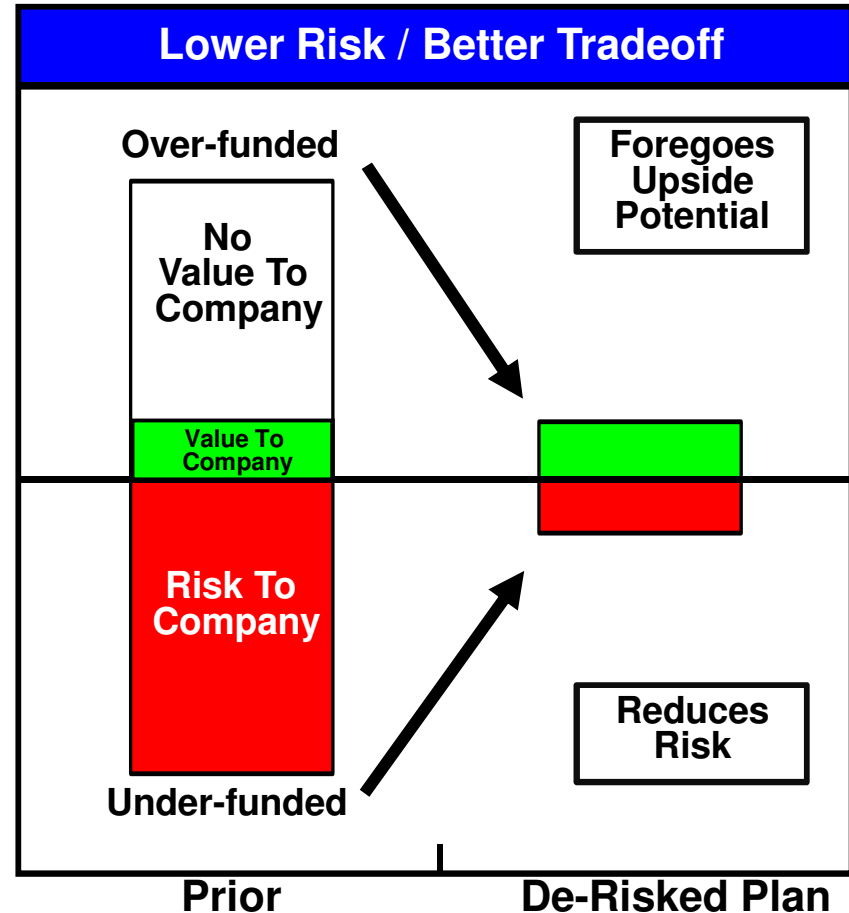 Lower Risk / Better Tradeoff
Over-funded
No
Value To
Company
Value To
Company
Risk To
Company
Under-funded
Foregoes
Upside
Potential
Reduces
Risk
Prior
De-Risked Plan